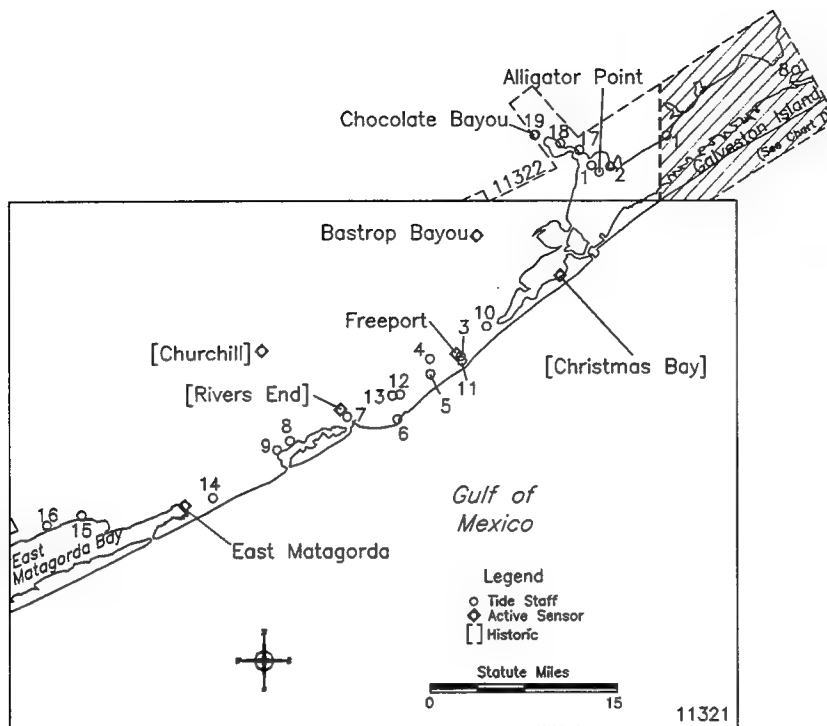 Alligator Point
8
Chocolate Bayou
19
18
17
1
2
Galveston Island
(See Chart
11322
Bastrop Bayou
10
Freeport
3
[Churchill]
4
[Christmas Bay]
11
[Rivers End]
13
12
5
7
6
8
9
14
16
15
Gulf of
Mexico
East
Matagorda Bay
East Matagorda
Legend
Tide Staff
Active Sensor
Historic
Statute Miles
0
15
11321